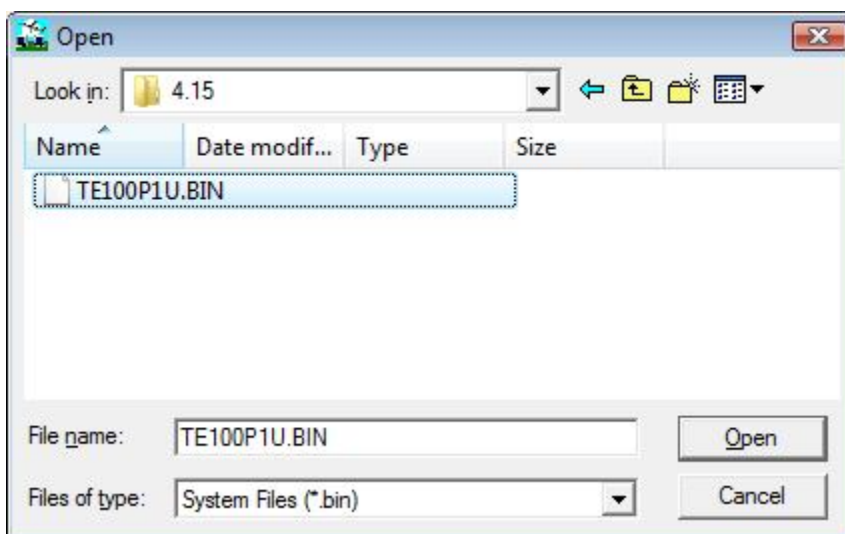 Open
Look in: 4.15
Name Date modif... Type Size
TE100P1U.BIN
File name: TE100P1U.BIN Open
Files of type: System Files (*.bin) Cancel